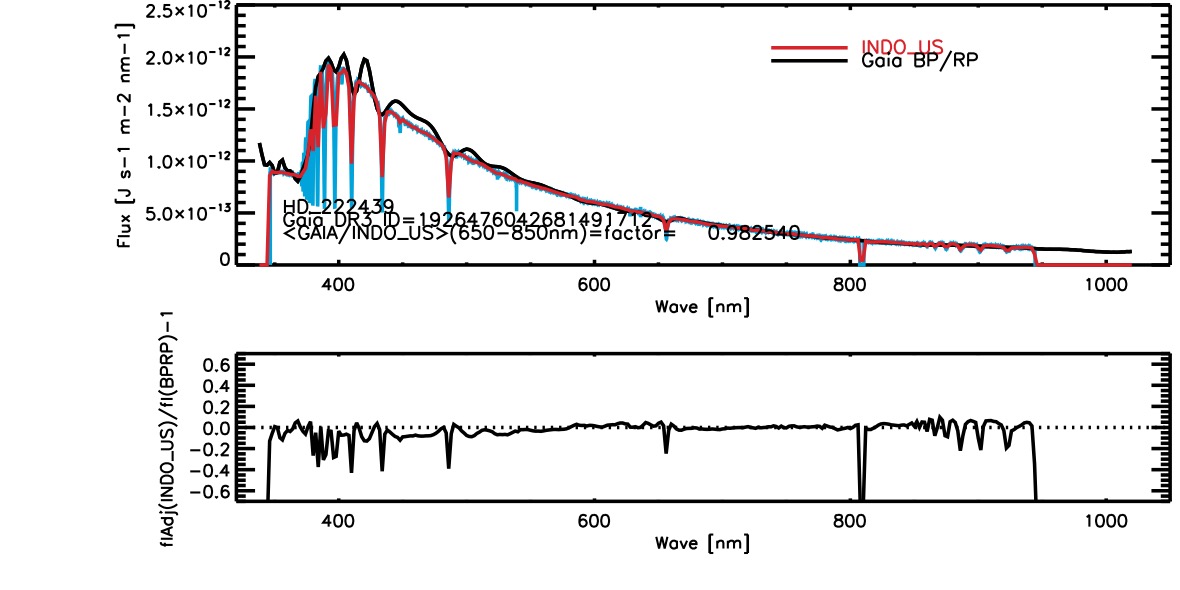 2.5×10⁻¹²
2.0×10⁻¹²
1.5×10⁻¹²
1.0×10⁻¹²
5.0×10⁻¹³
0
Flux [J s−1 m−2 nm−1]
INDO_US
Gaia BP/RP
HD_222439
Gaia DR3 ID=1926476042681491712
<GAIA/INDO_US>(650−850nm)=factor= 0.982540
400 600 800 1000
Wave [nm]
flAdj(INDO_US)/fl(BPRP)−1
0.6
0.4
0.2
0.0
−0.2
−0.4
−0.6
400 600 800 1000
Wave [nm]